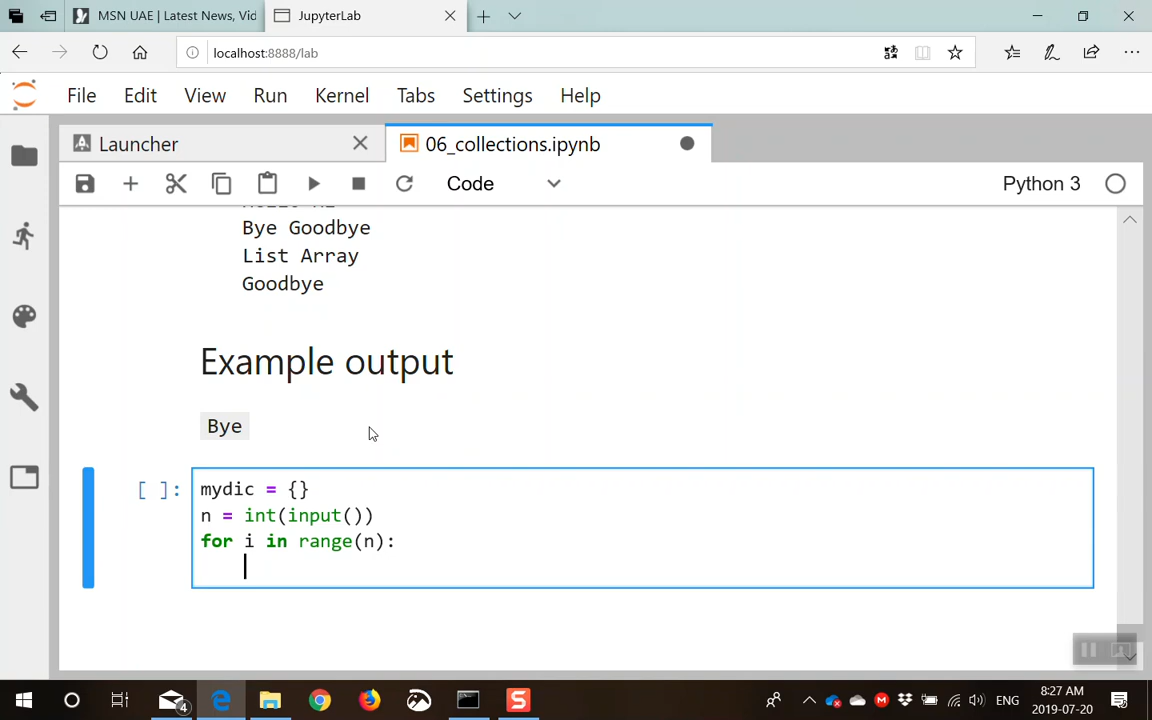 MSN UAE | Latest News, Vid
JupyterLab
localhost:8888/lab
File Edit View Run Kernel Tabs Settings Help
Launcher
06_collections.ipynb
Code
Python 3
Bye Goodbye
List Array
Goodbye
Example output
Bye
[ ]:
mydic = {}
n = int(input())
for i in range(n):
4
ENG
8:27 AM
2019-07-20